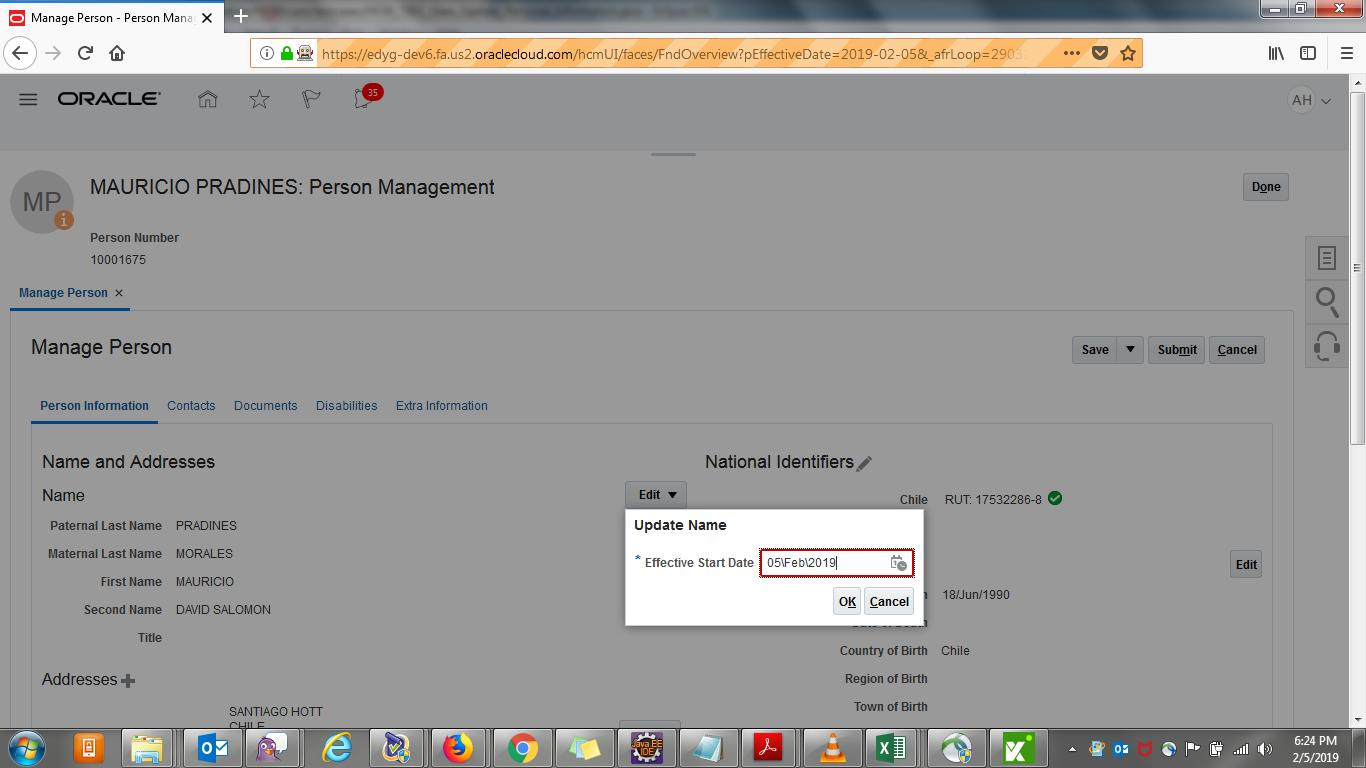 Manage Person - Person Mana
https://edyg-dev6.fa.us2.oraclecloud.com/hcmUI/faces/FndOverview?pEffectiveDate=2019-02-05&_afrLoop=2903
ORACLE
35
AH
MP
MAURICIO PRADINES: Person Management
Done
Person Number
10001675
Manage Person
Manage Person
Save
Submit
Cancel
Person Information
Contacts
Documents
Disabilities
Extra Information
Name and Addresses
National Identifiers
Name
Edit
Chile
RUT: 17532286-8
Paternal Last Name PRADINES
Maternal Last Name MORALES
First Name MAURICIO
Second Name DAVID SALOMON
Title
Update Name
* Effective Start Date 05\Feb\2019
OK
Cancel
Edit
18/Jun/1990
Country of Birth Chile
Region of Birth
Town of Birth
Addresses
SANTIAGO HOTT
CHILE
Java EE
IDE
6:24 PM
2/5/2019